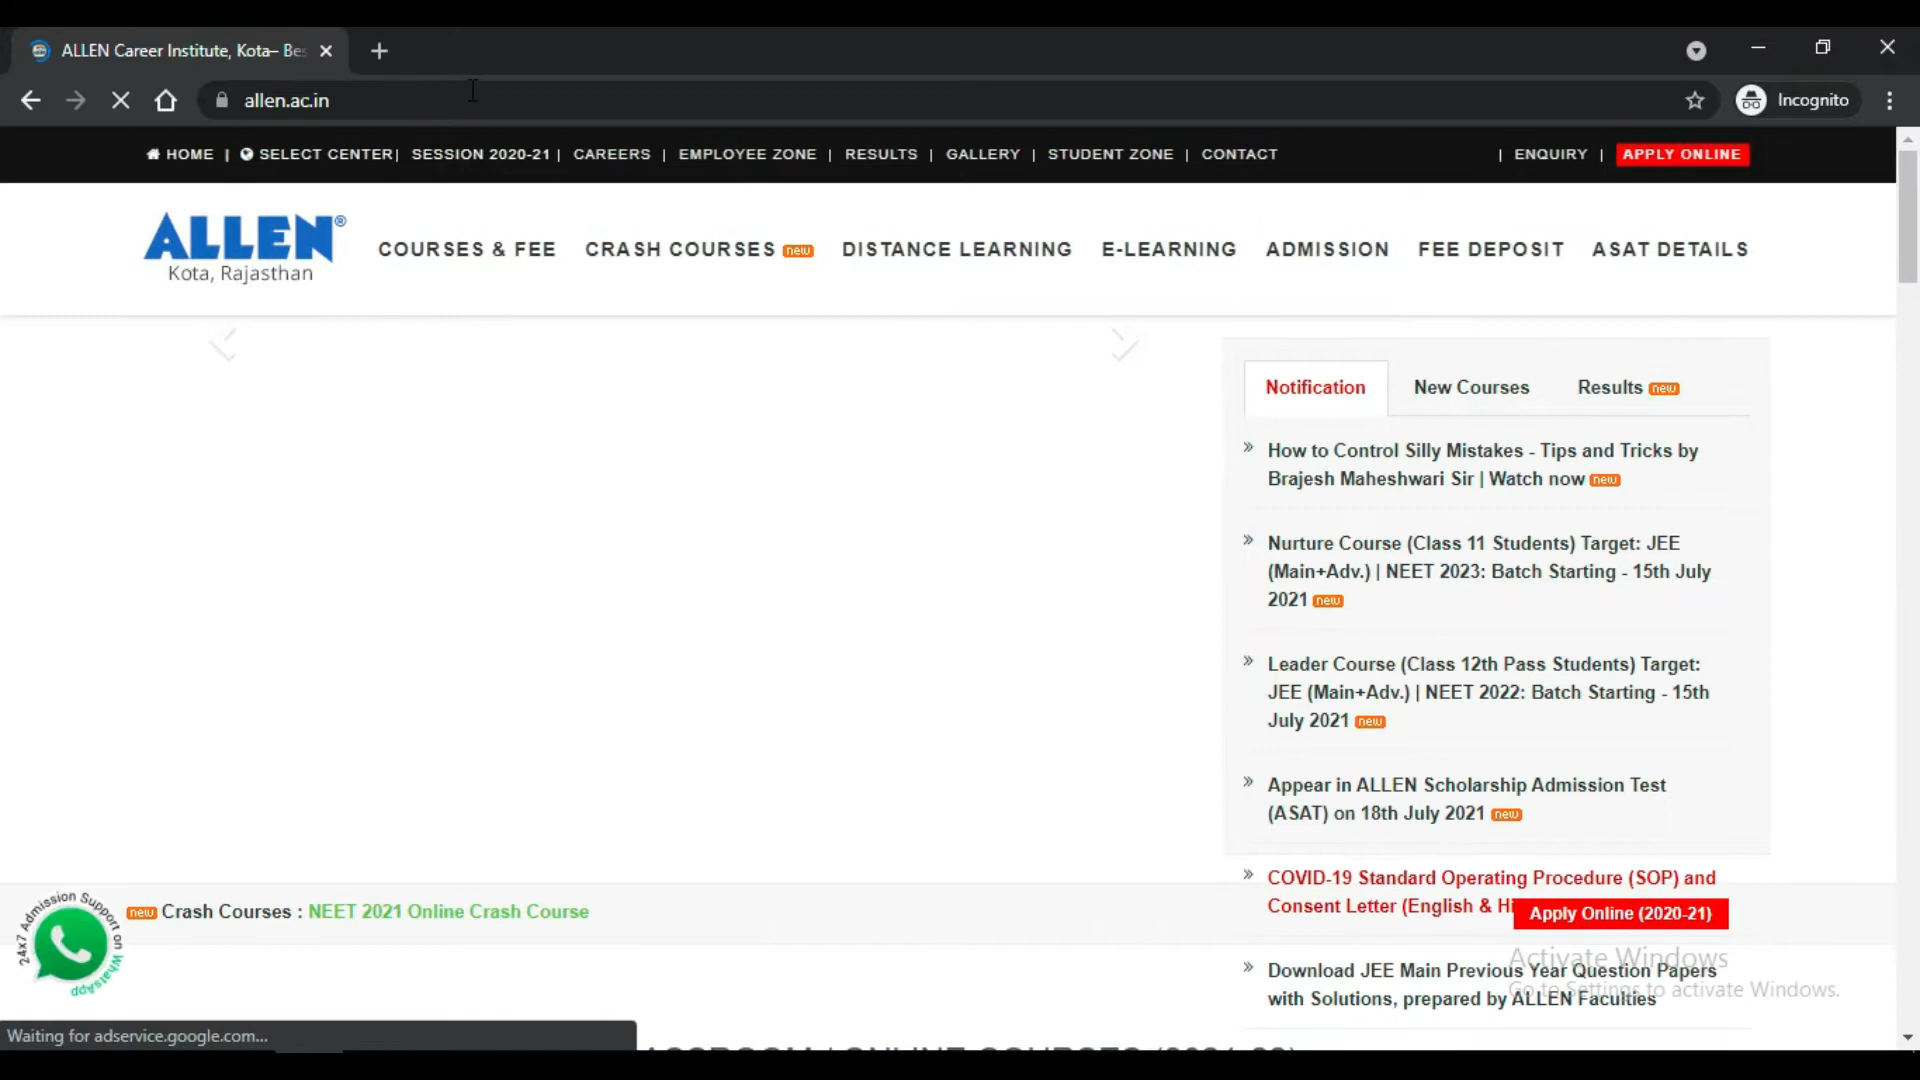 ALLEN Career Institute, Kota– Be
allen.ac.in
Incognito
HOME | SELECT CENTER| SESSION 2020-21 | CAREERS | EMPLOYEE ZONE | RESULTS | GALLERY | STUDENT ZONE | CONTACT | ENQUIRY | APPLY ONLINE
ALLEN®
Kota, Rajasthan
COURSES & FEE CRASH COURSES new DISTANCE LEARNING E-LEARNING ADMISSION FEE DEPOSIT ASAT DETAILS
Notification New Courses Results new
» How to Control Silly Mistakes - Tips and Tricks by
Brajesh Maheshwari Sir | Watch now new
» Nurture Course (Class 11 Students) Target: JEE
(Main+Adv.) | NEET 2023: Batch Starting - 15th July
2021 new
» Leader Course (Class 12th Pass Students) Target:
JEE (Main+Adv.) | NEET 2022: Batch Starting - 15th
July 2021 new
» Appear in ALLEN Scholarship Admission Test
(ASAT) on 18th July 2021 new
» COVID-19 Standard Operating Procedure (SOP) and
Consent Letter (English & Hi
Apply Online (2020-21)
» Download JEE Main Previous Year Question Papers
with Solutions, prepared by ALLEN Faculties
Activate Windows
Go to Settings to activate Windows.
new Crash Courses : NEET 2021 Online Crash Course
24x7 Admission Support on WhatsApp
Waiting for adservice.google.com...